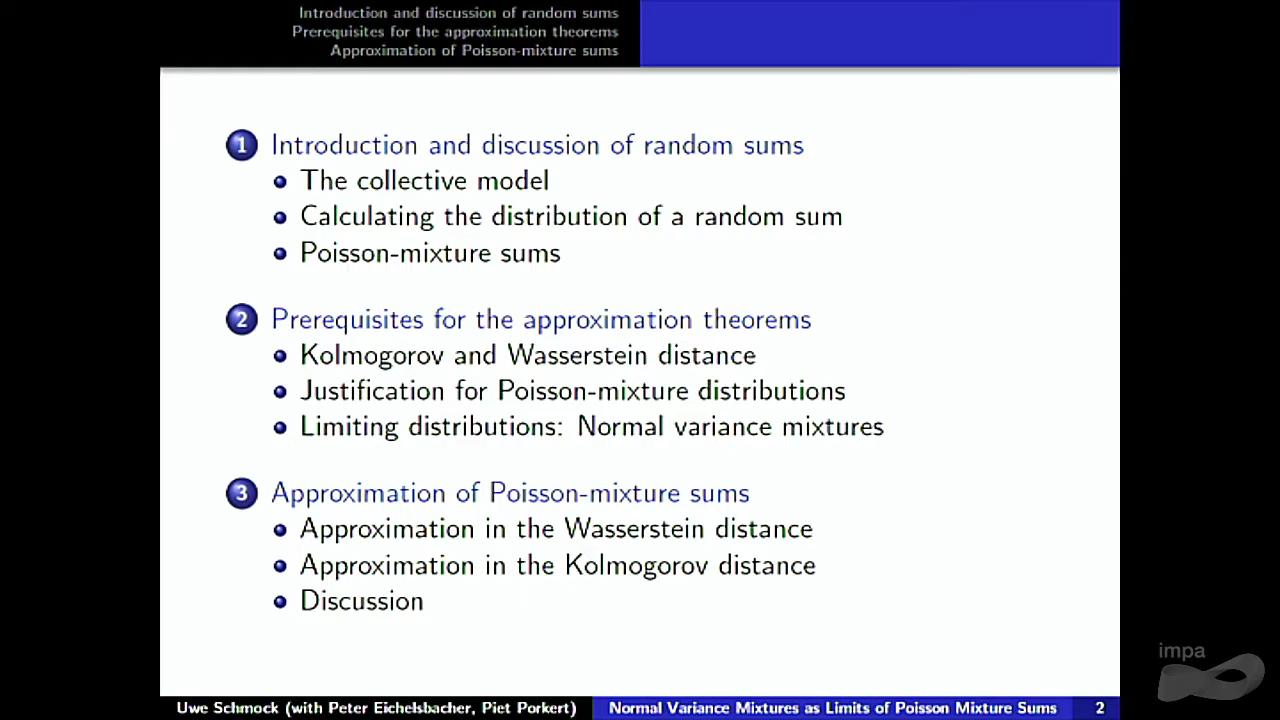 Introduction and discussion of random sums
Prerequisites for the approximation theorems
Approximation of Poisson-mixture sums
1 Introduction and discussion of random sums
The collective model
Calculating the distribution of a random sum
Poisson-mixture sums
2 Prerequisites for the approximation theorems
Kolmogorov and Wasserstein distance
Justification for Poisson-mixture distributions
Limiting distributions: Normal variance mixtures
3 Approximation of Poisson-mixture sums
Approximation in the Wasserstein distance
Approximation in the Kolmogorov distance
Discussion
impa
Uwe Schmock (with Peter Eichelsbacher, Piet Porkert) Normal Variance Mixtures as Limits of Poisson Mixture Sums 2